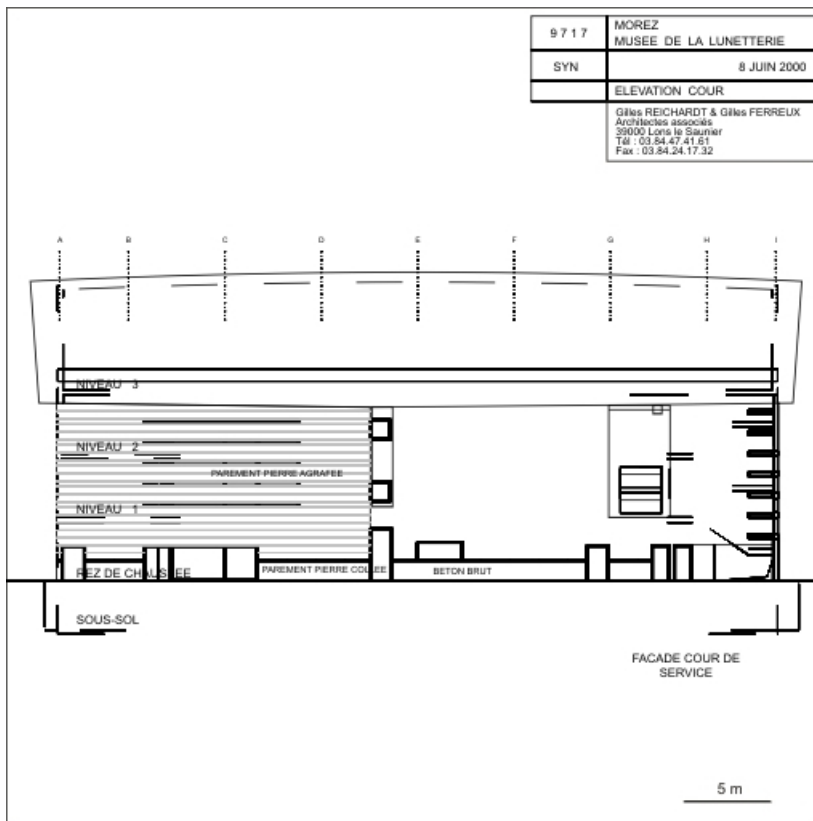 9717
MOREZ
MUSEE DE LA LUNETTERIE
SYN
8 JUIN 2000
ELEVATION COUR
Gilles REICHARDT & Gilles FERREUX
Architectes associés
39000 Lons le Saunier
Tél : 03.84.47.41.61
Fax : 03.84.24.17.32
A B C D E F G H I
NIVEAU 3
NIVEAU 2
PAREMENT PIERRE AGRAFEE
NIVEAU 1
REZ DE CHAUSSEE
PAREMENT PIERRE COLLEE
BETON BRUT
SOUS-SOL
FACADE COUR DE
SERVICE
5 m